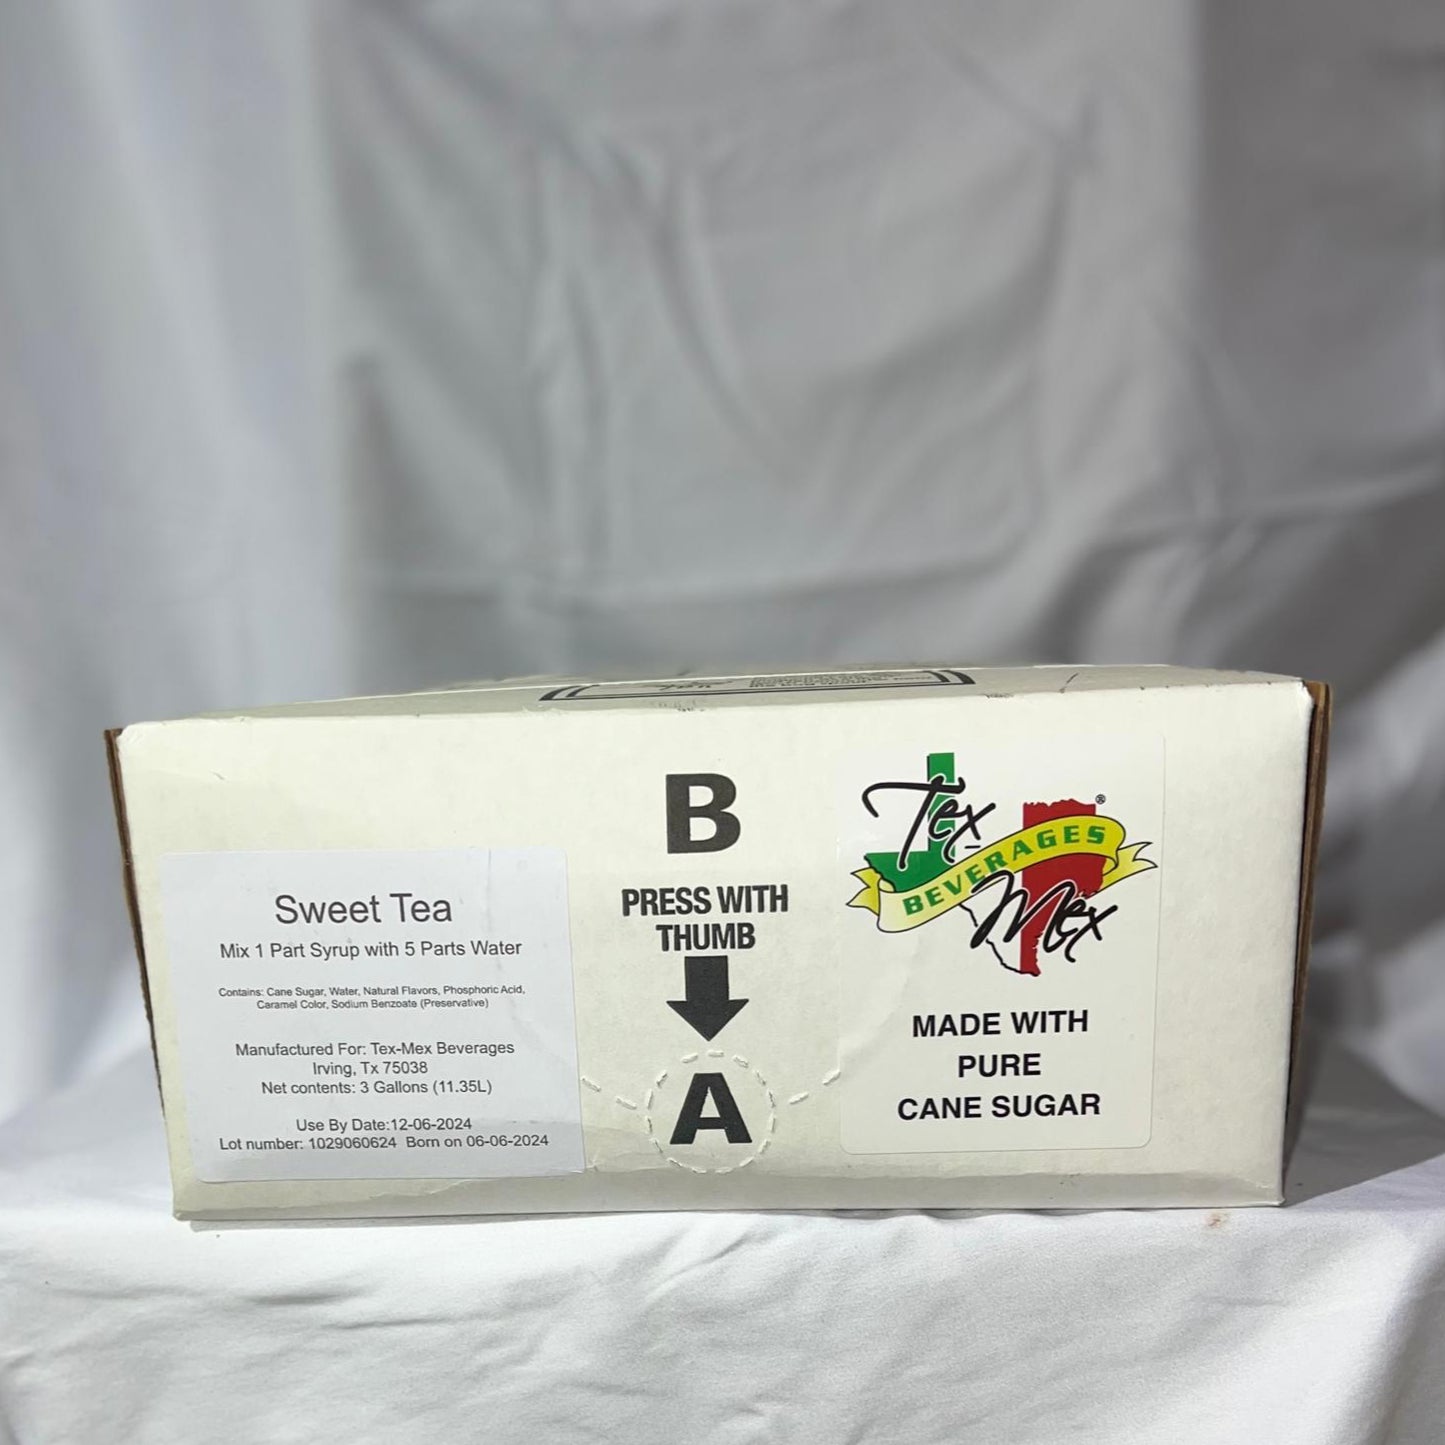 Sweet Tea
Mix 1 Part Syrup with 5 Parts Water
Contains: Cane Sugar, Water, Natural Flavors, Phosphoric Acid,
Caramel Color, Sodium Benzoate (Preservative)
Manufactured For: Tex-Mex Beverages
Irving, Tx 75038
Net contents: 3 Gallons (11.35L)
Use By Date:12-06-2024
Lot number: 1029060624 Born on 06-06-2024
B
PRESS WITH
THUMB
A
Tex-
BEVERAGES
Mex
®
MADE WITH
PURE
CANE SUGAR